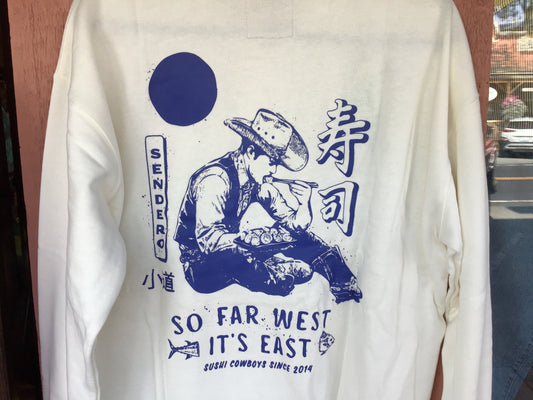 寿司
SENDERO
小道
SO FAR WEST
IT'S EAST
SUSHI COWBOYS SINCE 2014